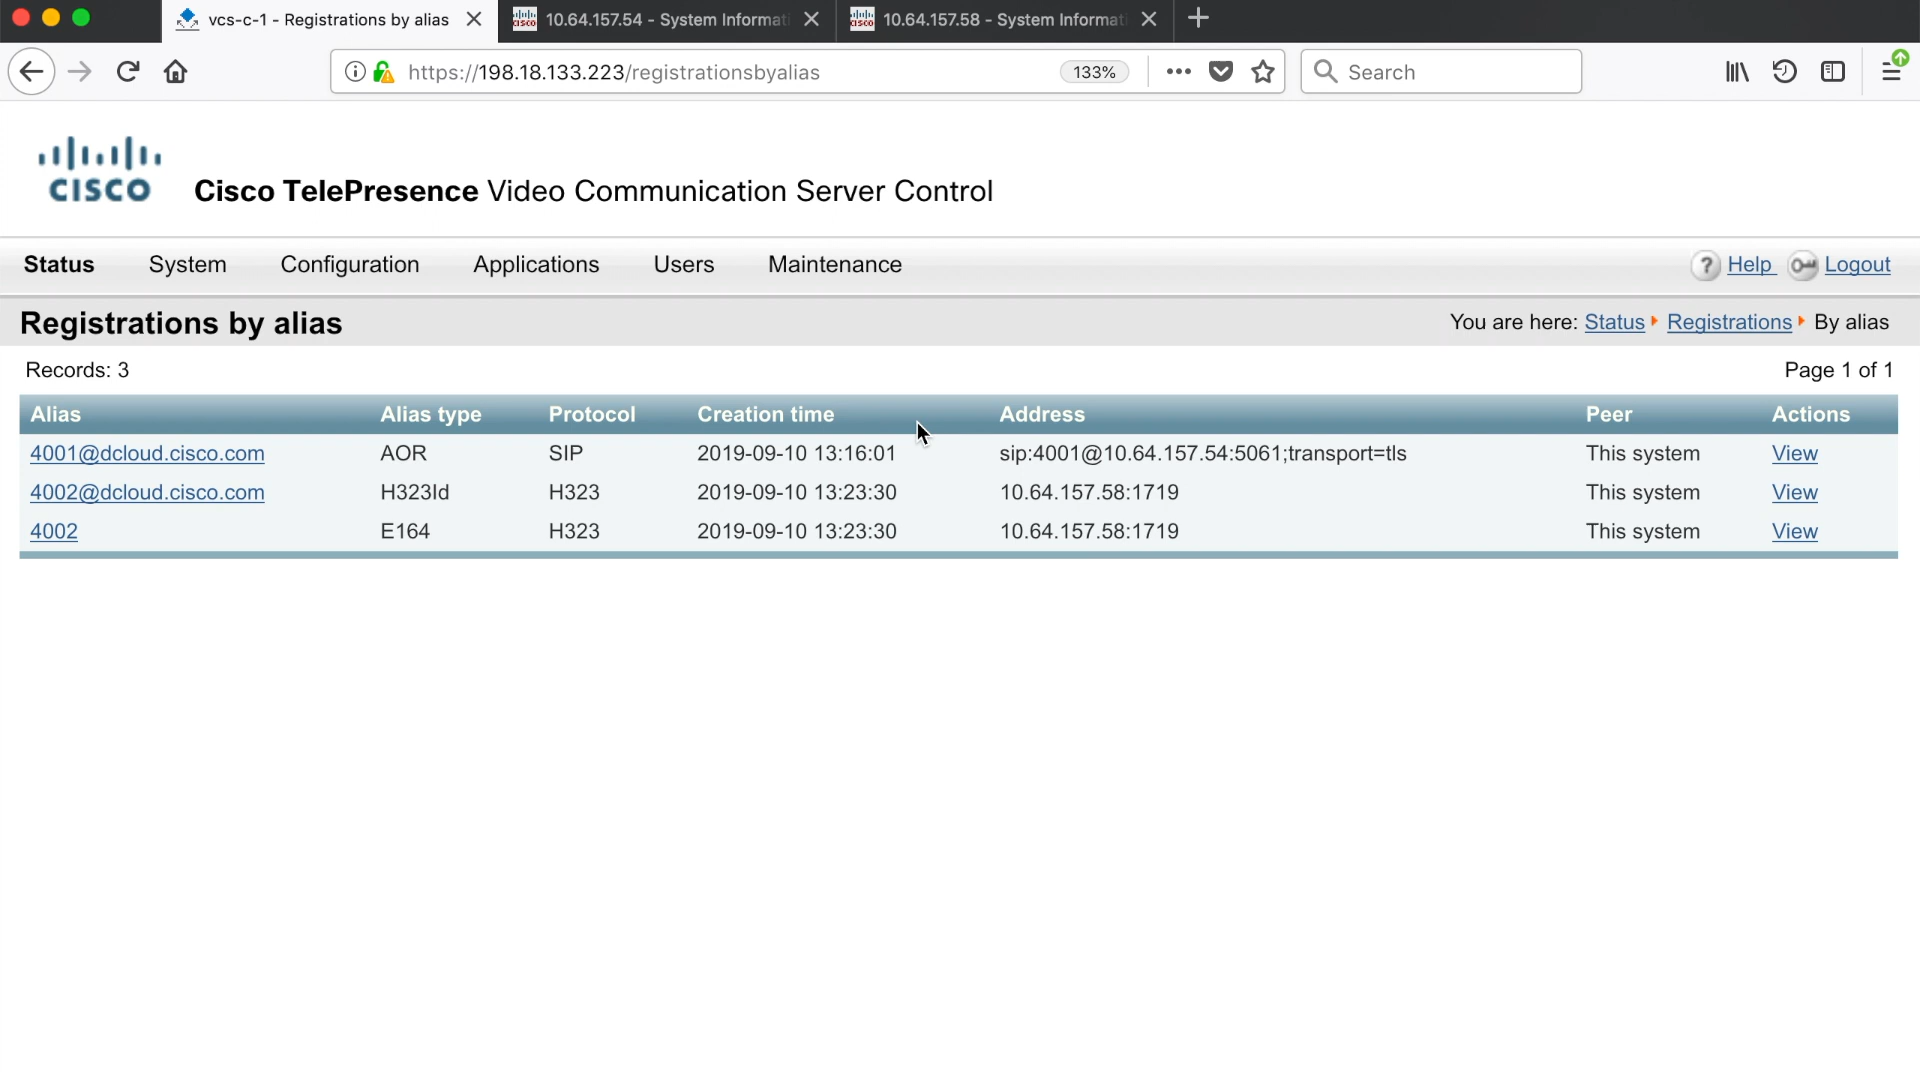 vcs-c-1 - Registrations by alias
10.64.157.54 - System Informati
10.64.157.58 - System Informati
https://198.18.133.223/registrationsbyalias
133%
Search
CISCO
Cisco TelePresence Video Communication Server Control
Status System Configuration Applications Users Maintenance
? Help Logout
Registrations by alias
You are here: Status Registrations By alias
Records: 3
Page 1 of 1
Alias Alias type Protocol Creation time Address Peer Actions
4001@dcloud.cisco.com AOR SIP 2019-09-10 13:16:01 sip:4001@10.64.157.54:5061;transport=tls This system View
4002@dcloud.cisco.com H323Id H323 2019-09-10 13:23:30 10.64.157.58:1719 This system View
4002 E164 H323 2019-09-10 13:23:30 10.64.157.58:1719 This system View